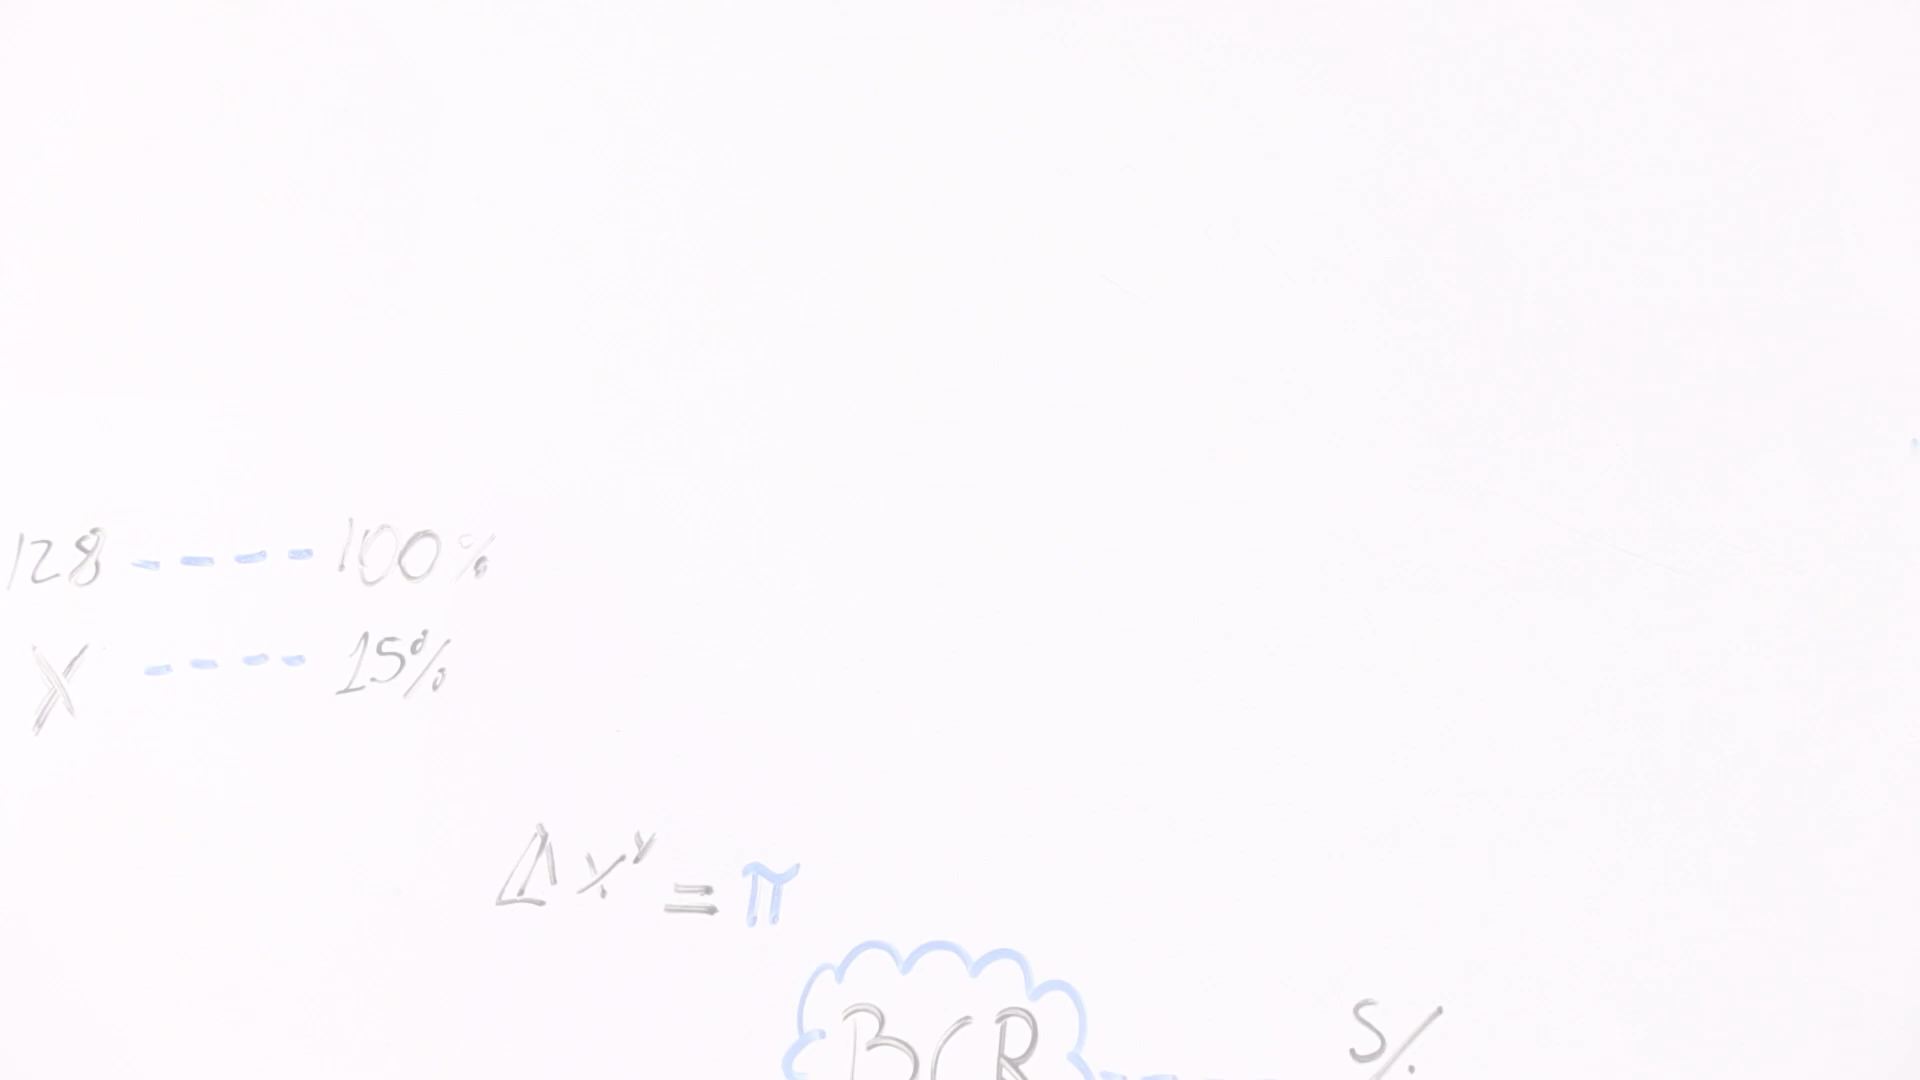 128 ---- 100%
X ---- 15%
Δx^y = π
BCR
S/.